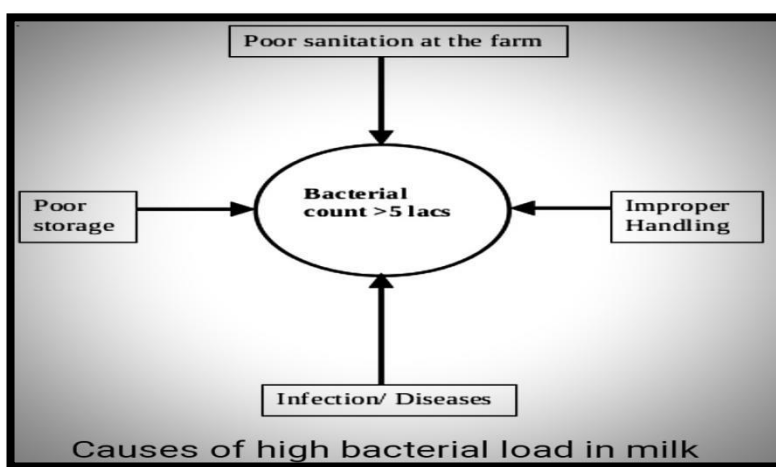 Poor sanitation at the farm
Poor
storage
Bacterial
count >5 lacs
Improper
Handling
Infection/ Diseases
Causes of high bacterial load in milk